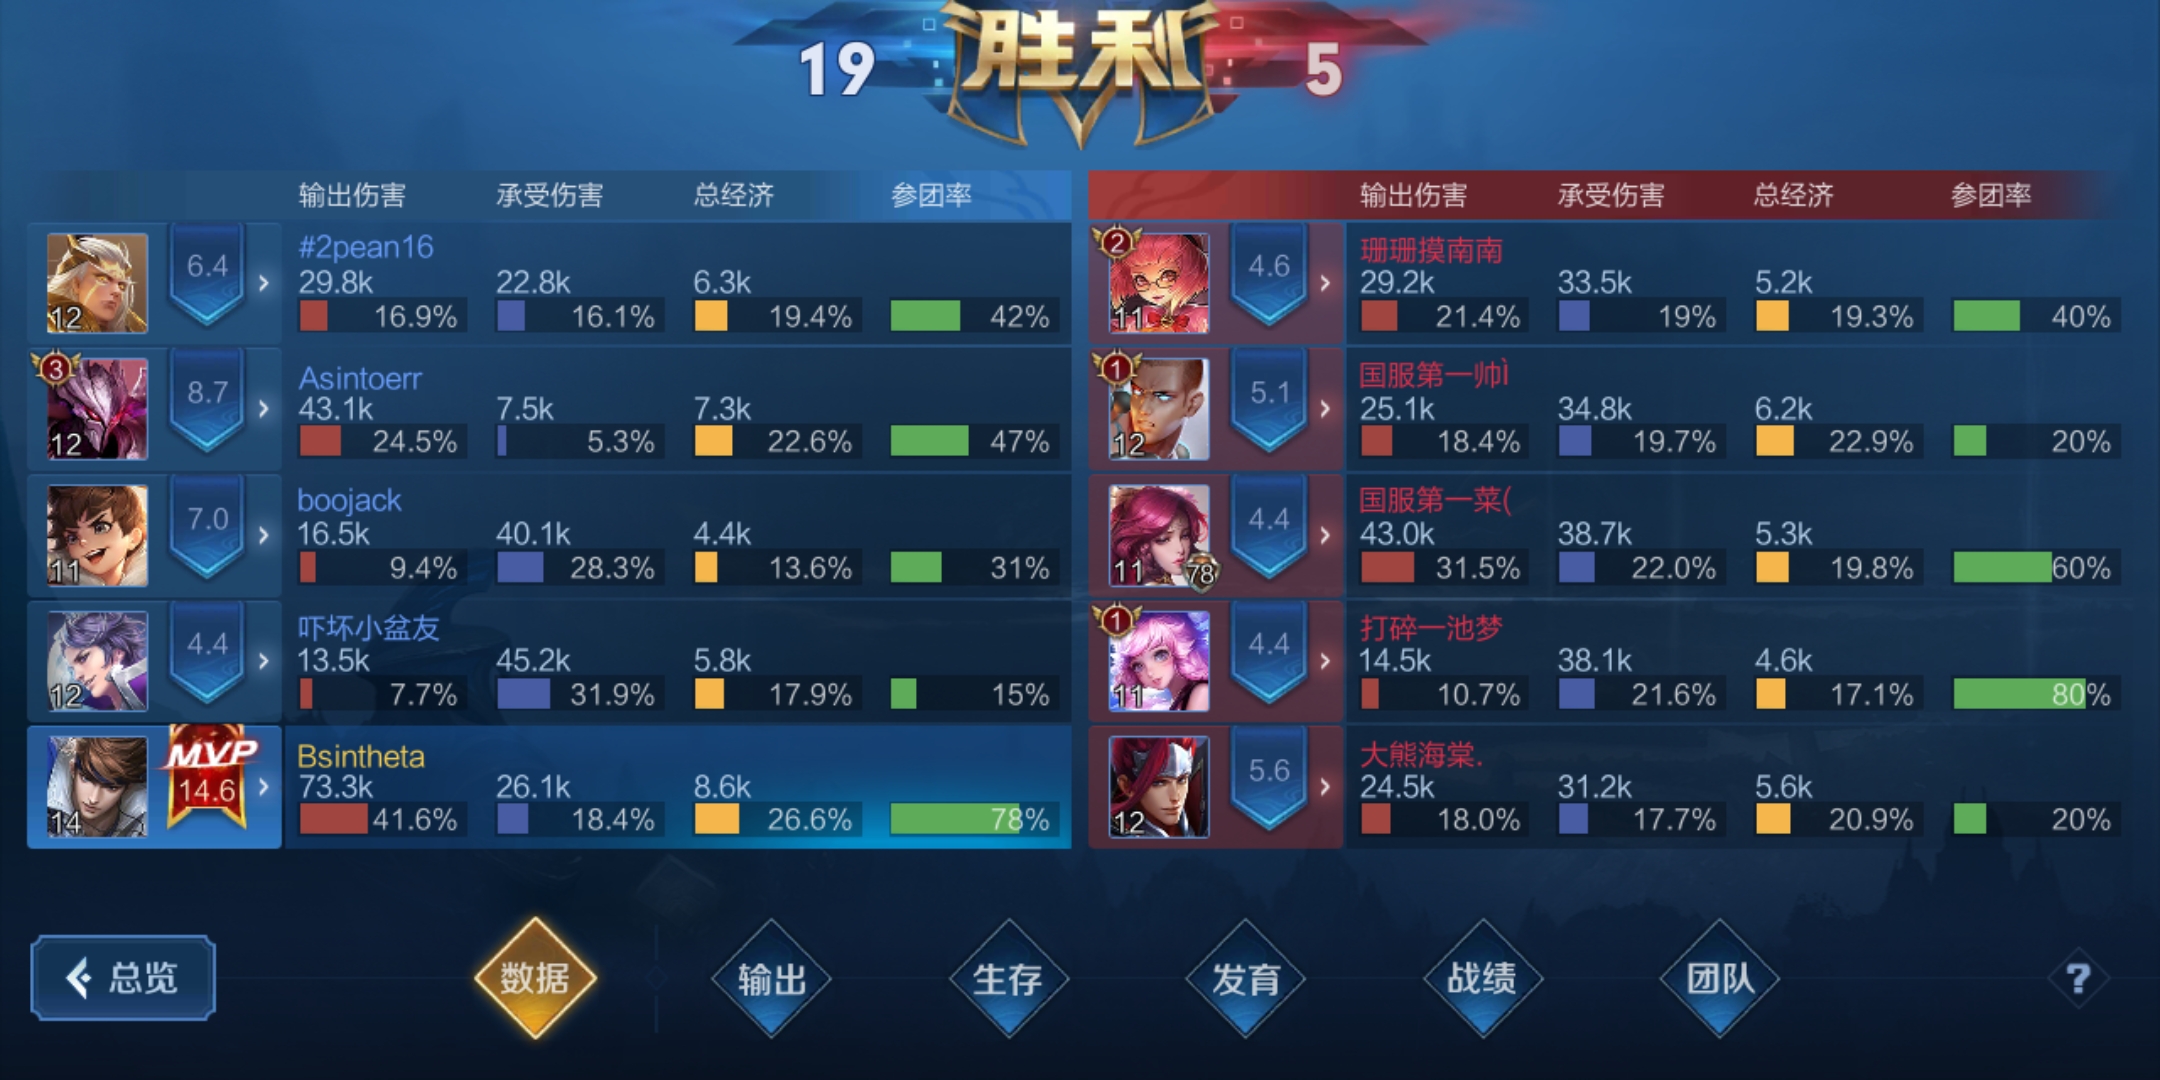 19 胜利 5
输出伤害 承受伤害 总经济 参团率
12 6.4 #2pean16
29.8k 22.8k 6.3k
16.9% 16.1% 19.4% 42%
3 12 8.7 Asintoerr
43.1k 7.5k 7.3k
24.5% 5.3% 22.6% 47%
11 7.0 boojack
16.5k 40.1k 4.4k
9.4% 28.3% 13.6% 31%
12 4.4 吓坏小盆友
13.5k 45.2k 5.8k
7.7% 31.9% 17.9% 15%
14 MVP 14.6 Bsintheta
73.3k 26.1k 8.6k
41.6% 18.4% 26.6% 78%
输出伤害 承受伤害 总经济 参团率
2 11 4.6 珊珊摸南南
29.2k 33.5k 5.2k
21.4% 19% 19.3% 40%
1 12 5.1 国服第一帅
25.1k 34.8k 6.2k
18.4% 19.7% 22.9% 20%
11 78 4.4 国服第一菜(
43.0k 38.7k 5.3k
31.5% 22.0% 19.8% 60%
1 11 4.4 打碎一池梦
14.5k 38.1k 4.6k
10.7% 21.6% 17.1% 80%
12 5.6 大熊海棠.
24.5k 31.2k 5.6k
18.0% 17.7% 20.9% 20%
总览 数据 输出 生存 发育 战绩 团队 ?